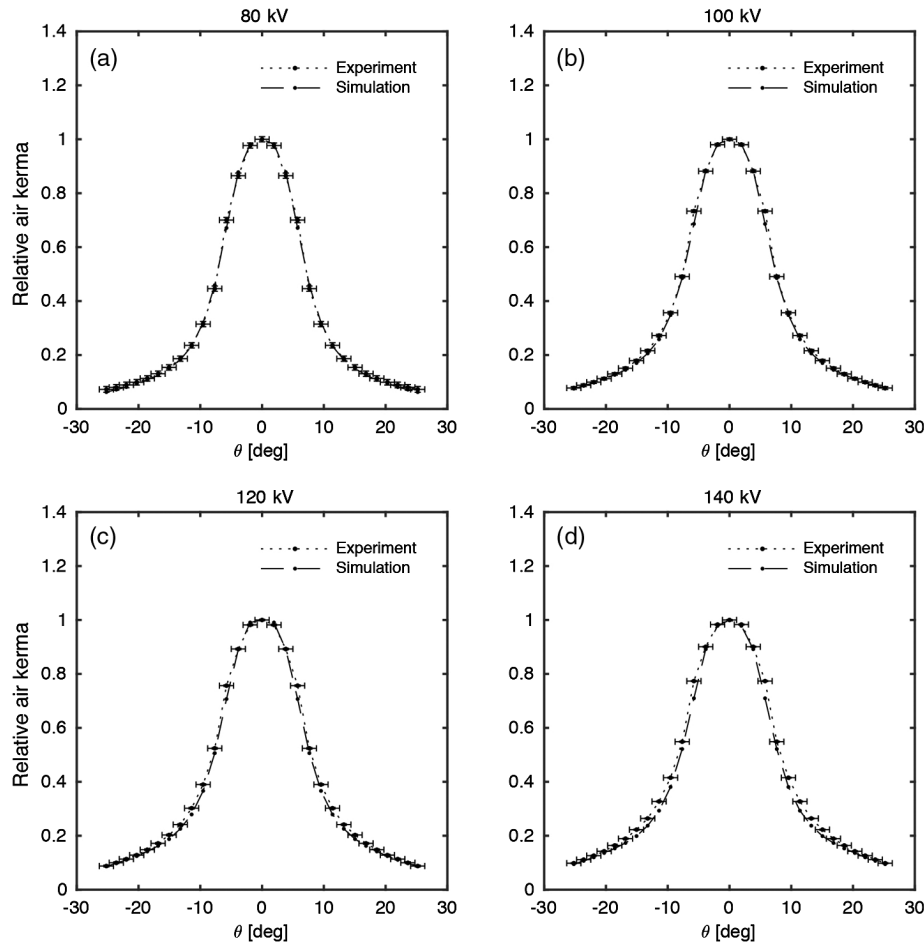 80 kV
(a)
Experiment
Simulation
Relative air kerma
1.4
1.2
1
0.8
0.6
0.4
0.2
0
-30 -20 -10 0 10 20 30
θ [deg]
100 kV
(b)
Experiment
Simulation
1.4
1.2
1
0.8
0.6
0.4
0.2
0
-30 -20 -10 0 10 20 30
θ [deg]
120 kV
(c)
Experiment
Simulation
Relative air kerma
1.4
1.2
1
0.8
0.6
0.4
0.2
0
-30 -20 -10 0 10 20 30
θ [deg]
140 kV
(d)
Experiment
Simulation
1.4
1.2
1
0.8
0.6
0.4
0.2
0
-30 -20 -10 0 10 20 30
θ [deg]